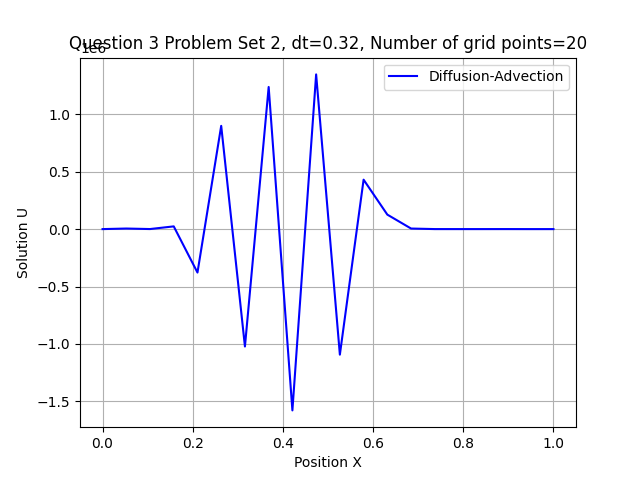 Question 3 Problem Set 2, dt=0.32, Number of grid points=20
1e6
Diffusion-Advection
1.0
0.5
0.0
−0.5
−1.0
−1.5
Solution U
0.0 0.2 0.4 0.6 0.8 1.0
Position X